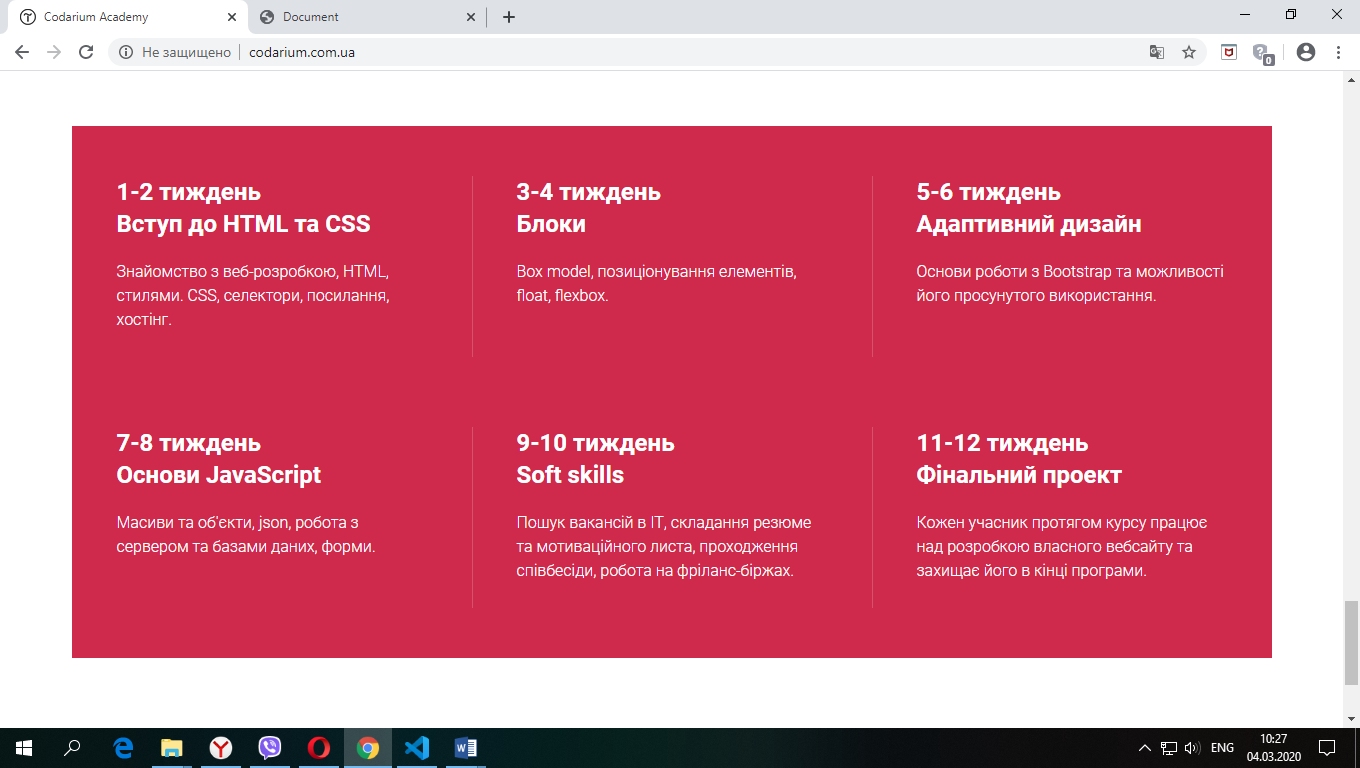 Codarium Academy
Document
Не защищено
codarium.com.ua
0
1-2 тиждень
Вступ до HTML та CSS
Знайомство з веб-розробкою, HTML,
стилями. CSS, селектори, посилання,
хостінг.
3-4 тиждень
Блоки
Box model, позиціонування елементів,
float, flexbox.
5-6 тиждень
Адаптивний дизайн
Основи роботи з Bootstrap та можливості
його просунутого використання.
7-8 тиждень
Основи JavaScript
Масиви та об'єкти, json, робота з
сервером та базами даних, форми.
9-10 тиждень
Soft skills
Пошук вакансій в IT, складання резюме
та мотиваційного листа, проходження
співбесіди, робота на фріланс-біржах.
11-12 тиждень
Фінальний проект
Кожен учасник протягом курсу працює
над розробкою власного вебсайту та
захищає його в кінці програми.
ENG
10:27
04.03.2020